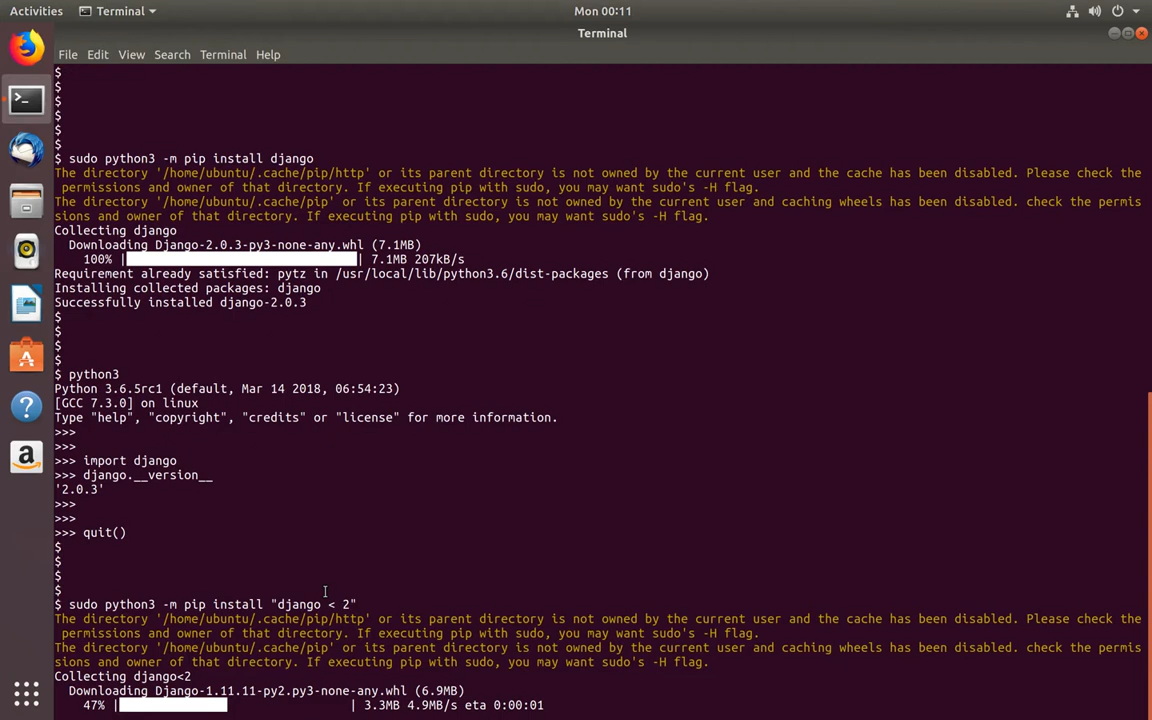 Activities Terminal Mon 00:11
Terminal
File Edit View Search Terminal Help
$
$
$
$
$
$
$ sudo python3 -m pip install django
The directory '/home/ubuntu/.cache/pip/http' or its parent directory is not owned by the current user and the cache has been disabled. Please check the
permissions and owner of that directory. If executing pip with sudo, you may want sudo's -H flag.
The directory '/home/ubuntu/.cache/pip' or its parent directory is not owned by the current user and caching wheels has been disabled. check the permis
sions and owner of that directory. If executing pip with sudo, you may want sudo's -H flag.
Collecting django
Downloading Django-2.0.3-py3-none-any.whl (7.1MB)
100% | | 7.1MB 207kB/s
Requirement already satisfied: pytz in /usr/local/lib/python3.6/dist-packages (from django)
Installing collected packages: django
Successfully installed django-2.0.3
$
$
$
$
$ python3
Python 3.6.5rc1 (default, Mar 14 2018, 06:54:23)
[GCC 7.3.0] on linux
Type "help", "copyright", "credits" or "license" for more information.
>>>
>>>
>>> import django
>>> django.__version__
'2.0.3'
>>>
>>>
>>> quit()
$
$
$
$
$ sudo python3 -m pip install "django < 2"
The directory '/home/ubuntu/.cache/pip/http' or its parent directory is not owned by the current user and the cache has been disabled. Please check the
permissions and owner of that directory. If executing pip with sudo, you may want sudo's -H flag.
The directory '/home/ubuntu/.cache/pip' or its parent directory is not owned by the current user and caching wheels has been disabled. check the permis
sions and owner of that directory. If executing pip with sudo, you may want sudo's -H flag.
Collecting django<2
Downloading Django-1.11.11-py2.py3-none-any.whl (6.9MB)
47% | | 3.3MB 4.9MB/s eta 0:00:01